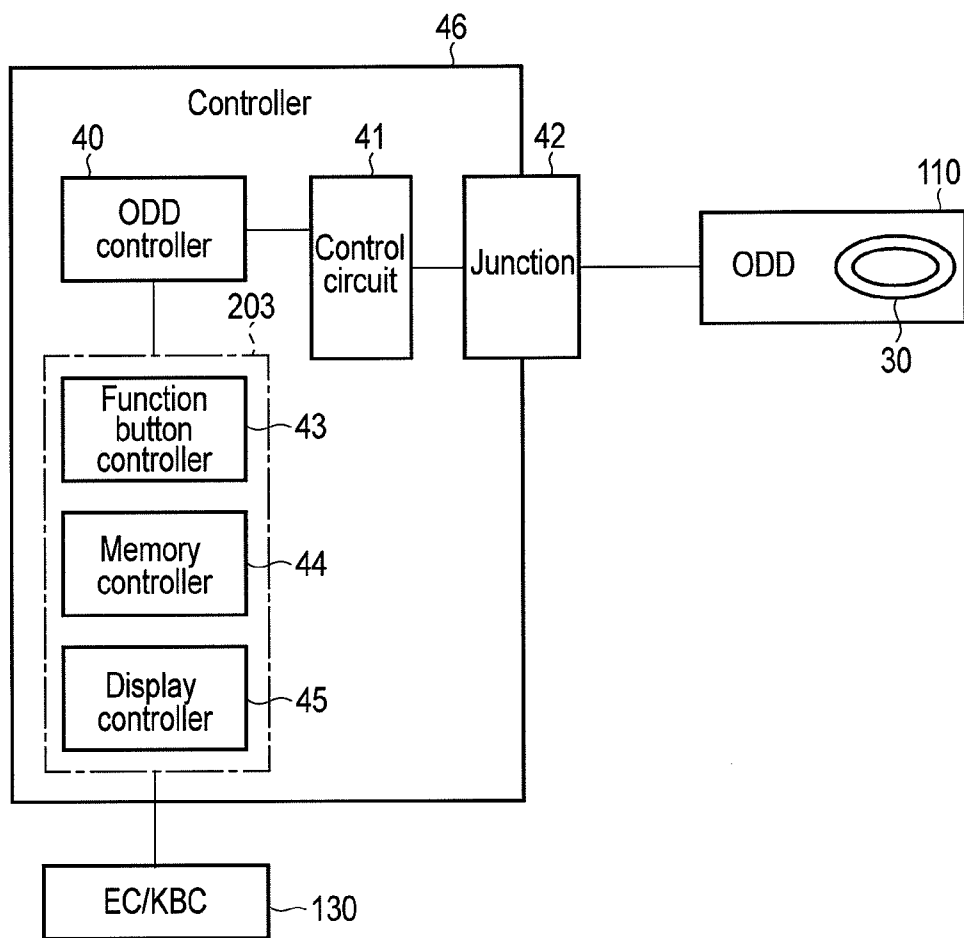 46
Controller
40
41
42
110
ODD
controller
Control
circuit
Junction
ODD
30
203
Function
button
controller
43
Memory
controller
44
Display
controller
45
EC/KBC
130